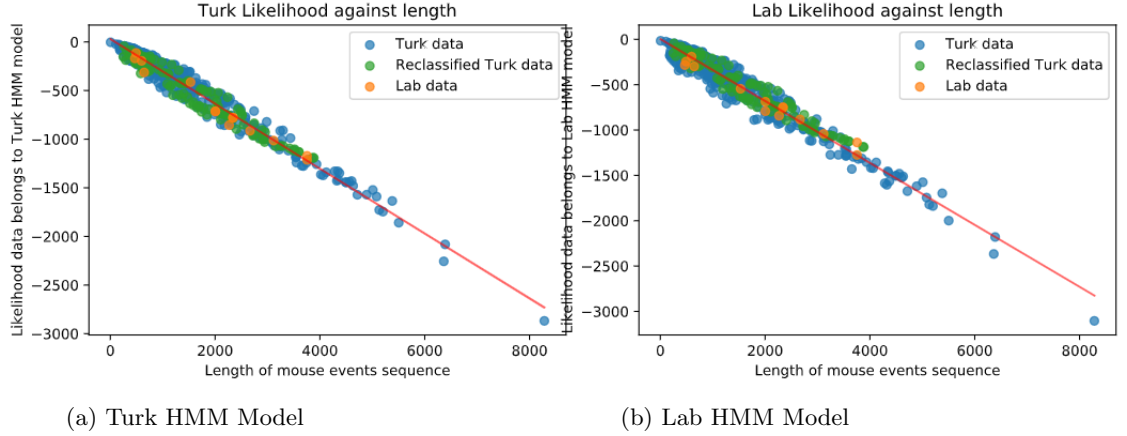 Turk Likelihood against length
Likelihood data belongs to Turk HMM model
0
−500
−1000
−1500
−2000
−2500
−3000
Turk data
Reclassified Turk data
Lab data
0 2000 4000 6000 8000
Length of mouse events sequence
(a) Turk HMM Model
Lab Likelihood against length
Likelihood data belongs to Lab HMM model
0
−500
−1000
−1500
−2000
−2500
−3000
Turk data
Reclassified Turk data
Lab data
0 2000 4000 6000 8000
Length of mouse events sequence
(b) Lab HMM Model